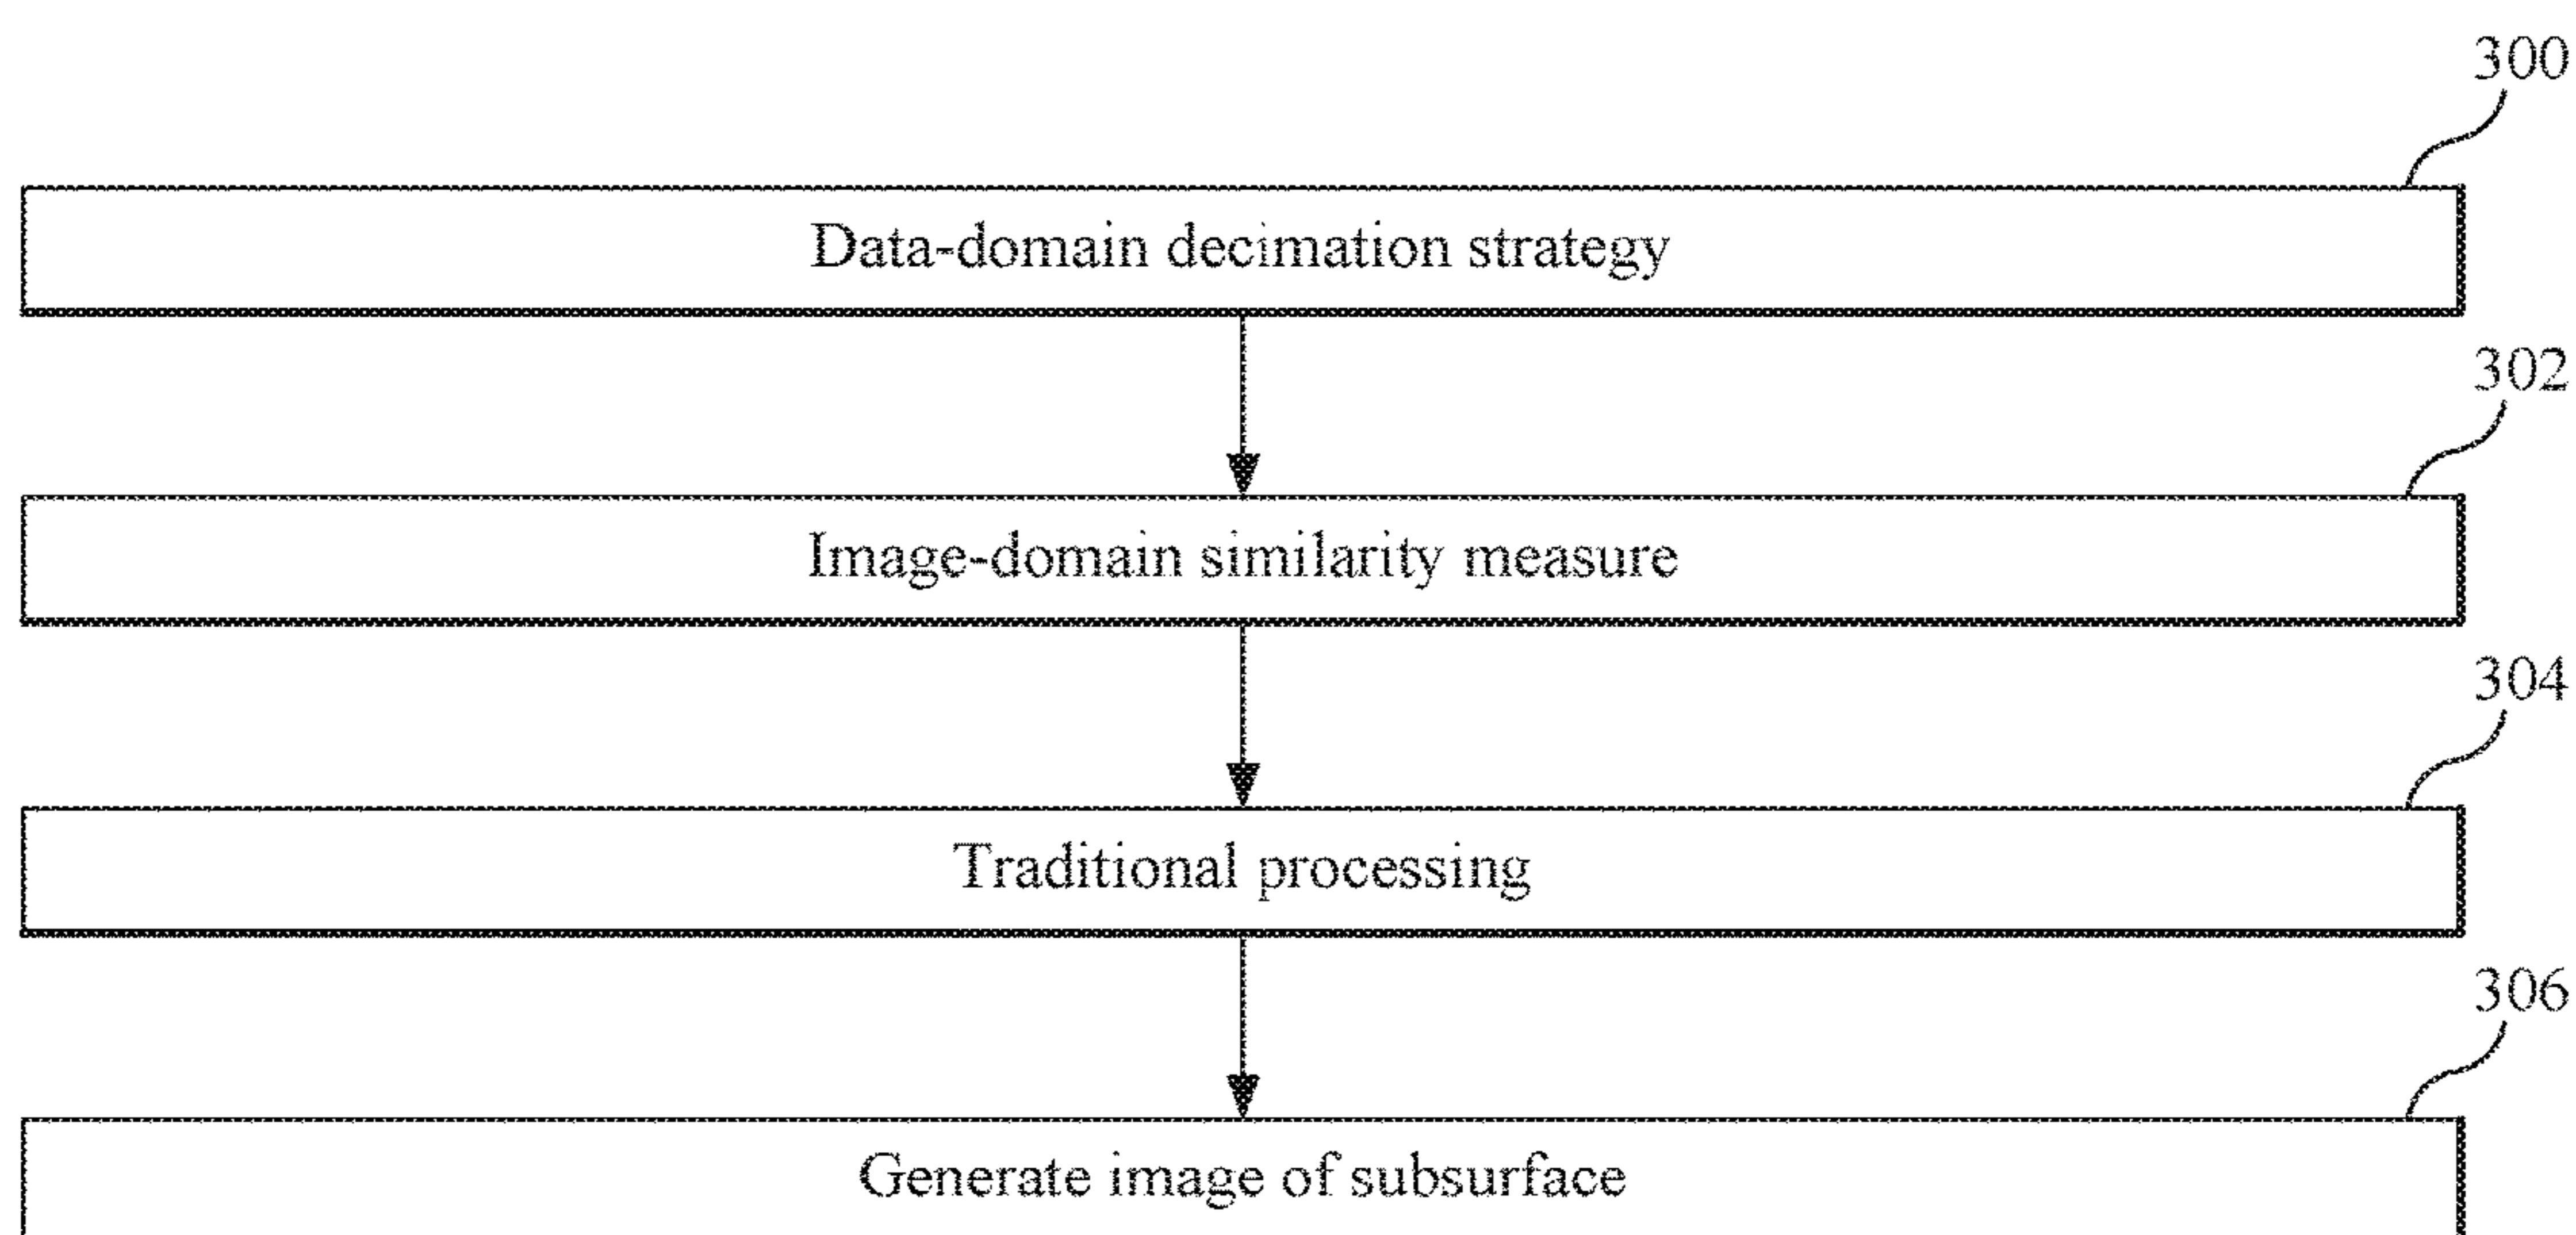 300
Data-domain decimation strategy
302
Image-domain similarity measure
304
Traditional processing
306
Generate image of subsurface